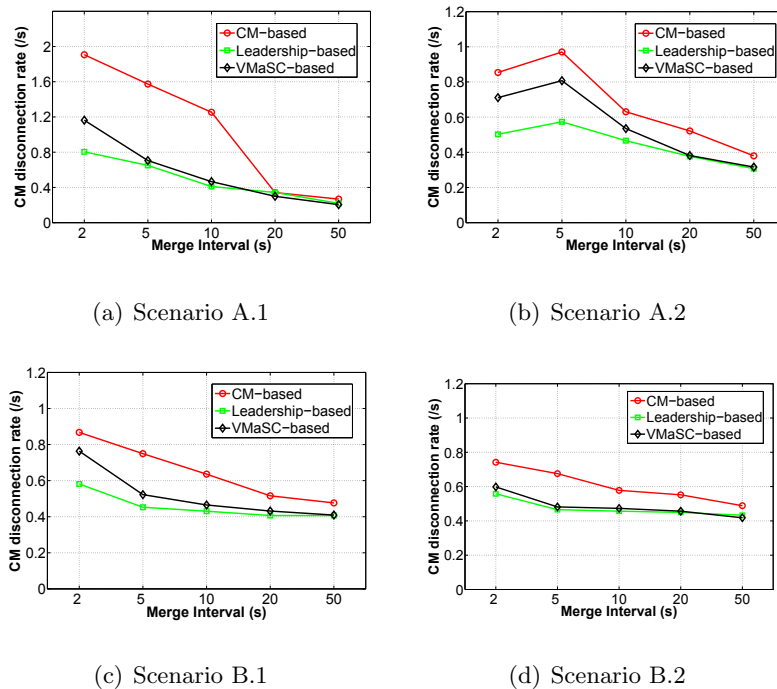 CM disconnection rate (/s)
2
1.6
1.2
0.8
0.4
0
2 5 10 20 50
Merge Interval (s)
CM−based
Leadership−based
VMaSC−based
(a) Scenario A.1
CM disconnection rate (/s)
1.2
1
0.8
0.6
0.4
0.2
0
2 5 10 20 50
Merge Interval (s)
CM−based
Leadership−based
VMaSC−based
(b) Scenario A.2
CM disconnection rate (/s)
1.2
1
0.8
0.6
0.4
0.2
0
2 5 10 20 50
Merge Interval (s)
CM−based
Leadership−based
VMaSC−based
(c) Scenario B.1
CM disconnection rate (/s)
1.2
1
0.8
0.6
0.4
0.2
0
2 5 10 20 50
Merge Interval (s)
CM−based
Leadership−based
VMaSC−based
(d) Scenario B.2